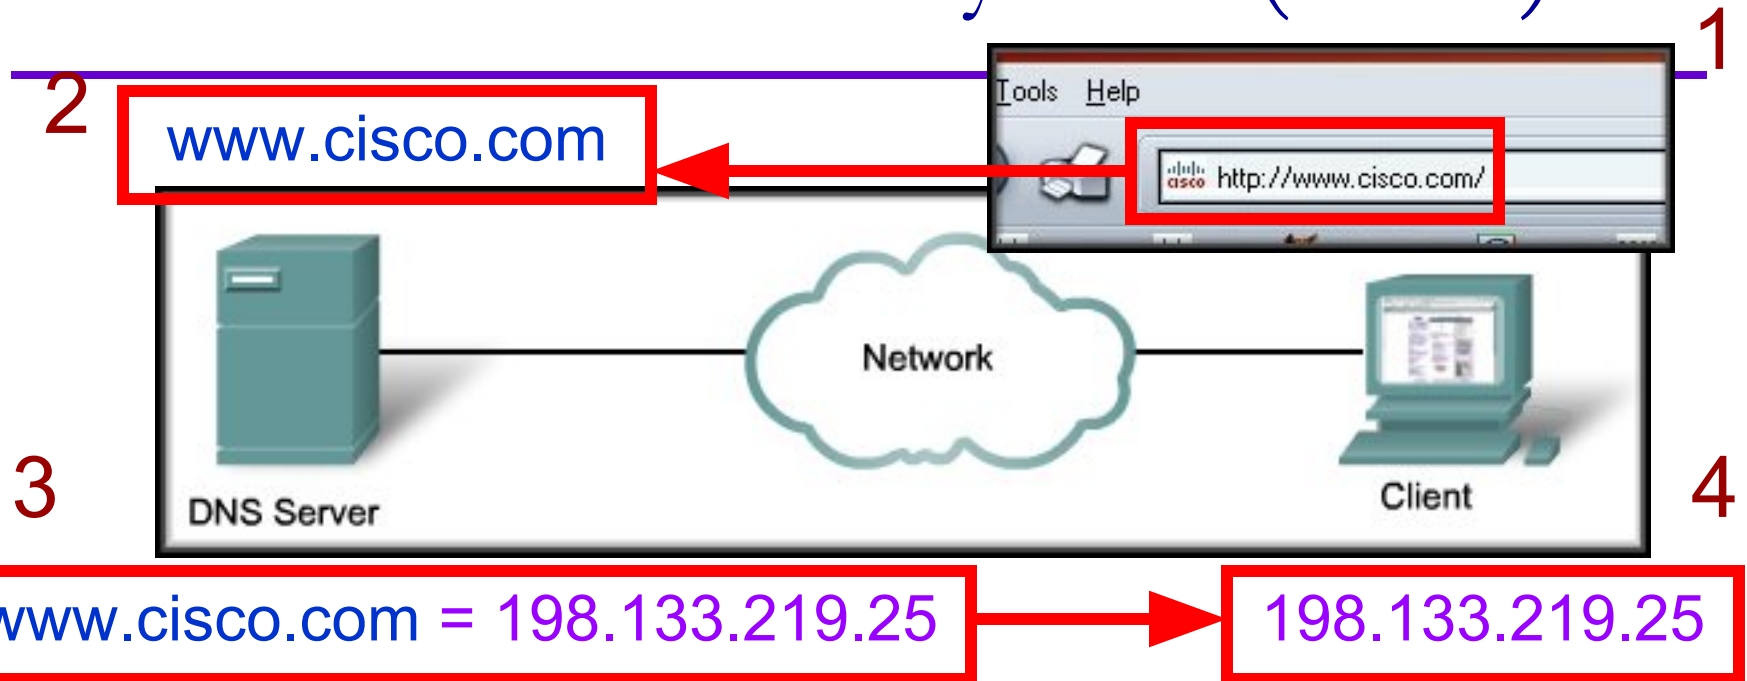 1
Tools Help
2
www.cisco.com
cisco http://www.cisco.com/
Network
3
DNS Server
Client
4
www.cisco.com = 198.133.219.25
198.133.219.25